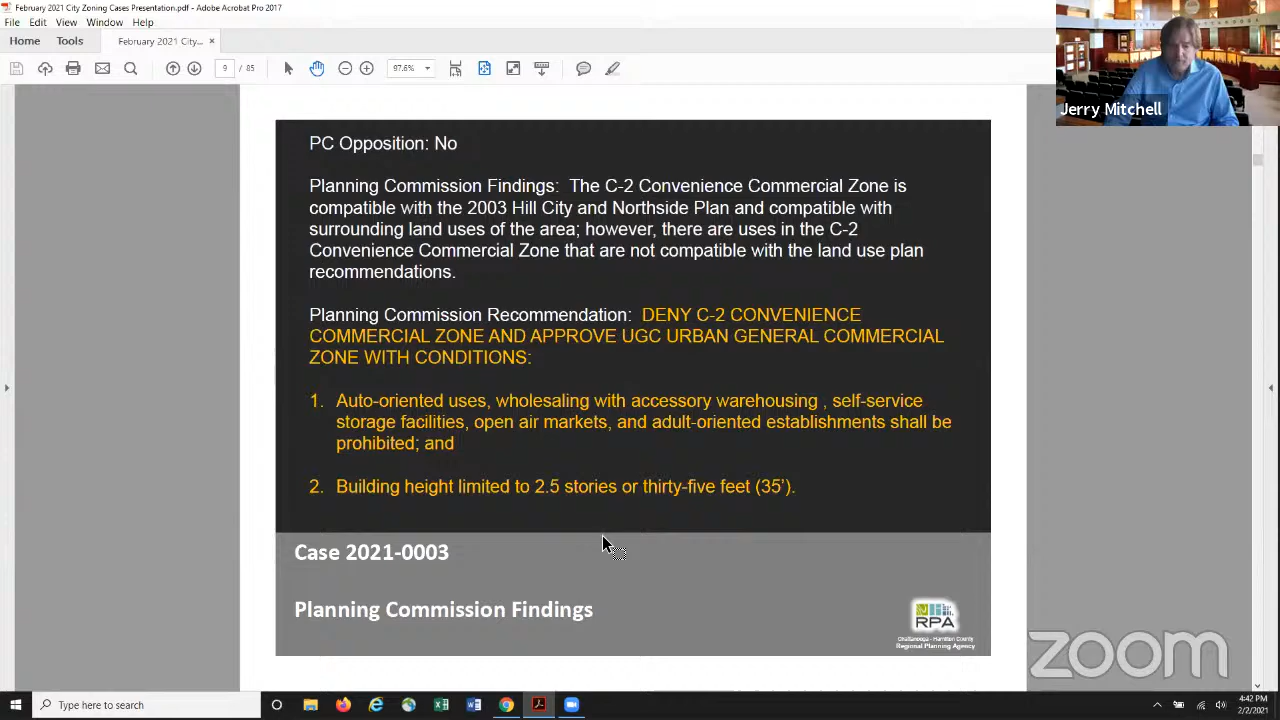 February 2021 City Zoning Cases Presentation.pdf - Adobe Acrobat Pro 2017
File Edit View Window Help
Home Tools February 2021 City... ×
9 / 85 97.6%
Jerry Mitchell
PC Opposition: No
Planning Commission Findings: The C-2 Convenience Commercial Zone is
compatible with the 2003 Hill City and Northside Plan and compatible with
surrounding land uses of the area; however, there are uses in the C-2
Convenience Commercial Zone that are not compatible with the land use plan
recommendations.
Planning Commission Recommendation: DENY C-2 CONVENIENCE
COMMERCIAL ZONE AND APPROVE UGC URBAN GENERAL COMMERCIAL
ZONE WITH CONDITIONS:
1. Auto-oriented uses, wholesaling with accessory warehousing , self-service
storage facilities, open air markets, and adult-oriented establishments shall be
prohibited; and
2. Building height limited to 2.5 stories or thirty-five feet (35').
Case 2021-0003
Planning Commission Findings
RPA
Chattanooga - Hamilton County
Regional Planning Agency
zoom
Type here to search
4:42 PM
2/2/2021